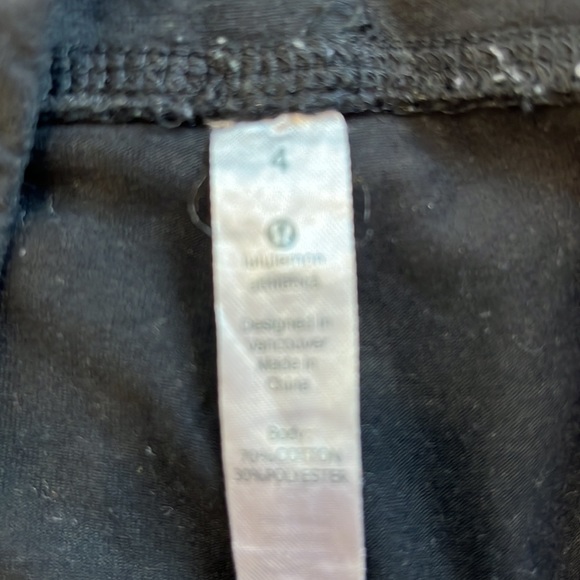 4
lululemon
athletica
Designed in
Vancouver
Made in
China
Body:
70%COTTON
30%POLYESTER